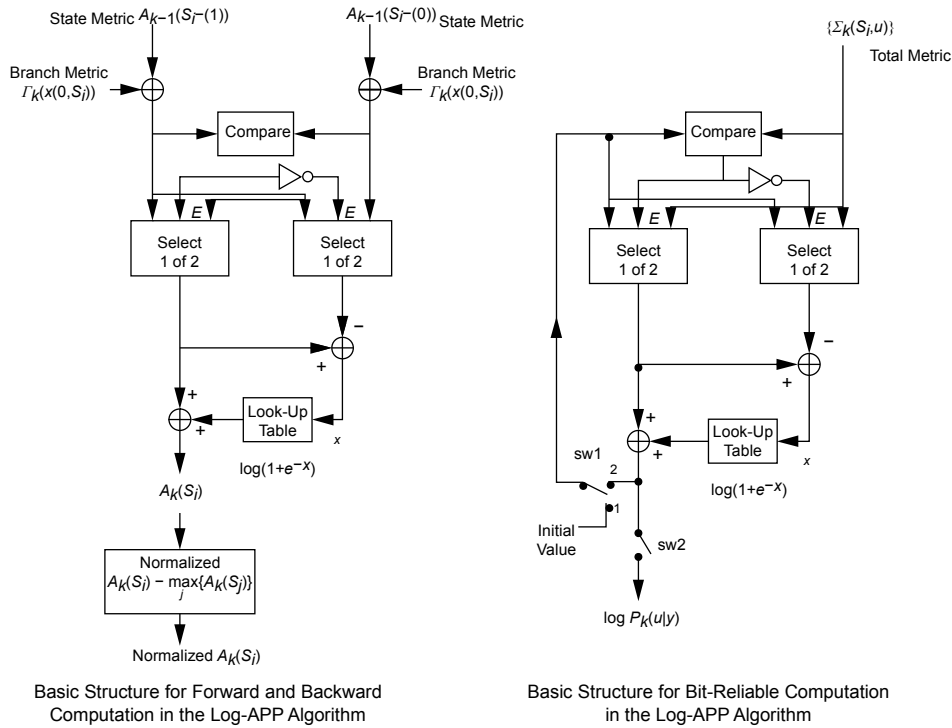 State Metric A_{k−1}(S_i−(1))
A_{k−1}(S_i−(0)) State Metric
Branch Metric
Γ_k(x(0,S_i))
Branch Metric
Γ_k(x(0,S_i))
Compare
E
E
Select
1 of 2
Select
1 of 2
−
+
+
+
Look-Up
Table
x
log(1+e^{−x})
A_k(S_i)
Normalized
A_k(S_i) − max{A_k(S_j)}
j
Normalized A_k(S_i)
Basic Structure for Forward and Backward
Computation in the Log-APP Algorithm
{Σ_k(S_i,u)}
Total Metric
Compare
E
E
Select
1 of 2
Select
1 of 2
−
+
+
+
Look-Up
Table
x
log(1+e^{−x})
sw1
2
1
Initial
Value
sw2
log P_k(u|y)
Basic Structure for Bit-Reliable Computation
in the Log-APP Algorithm